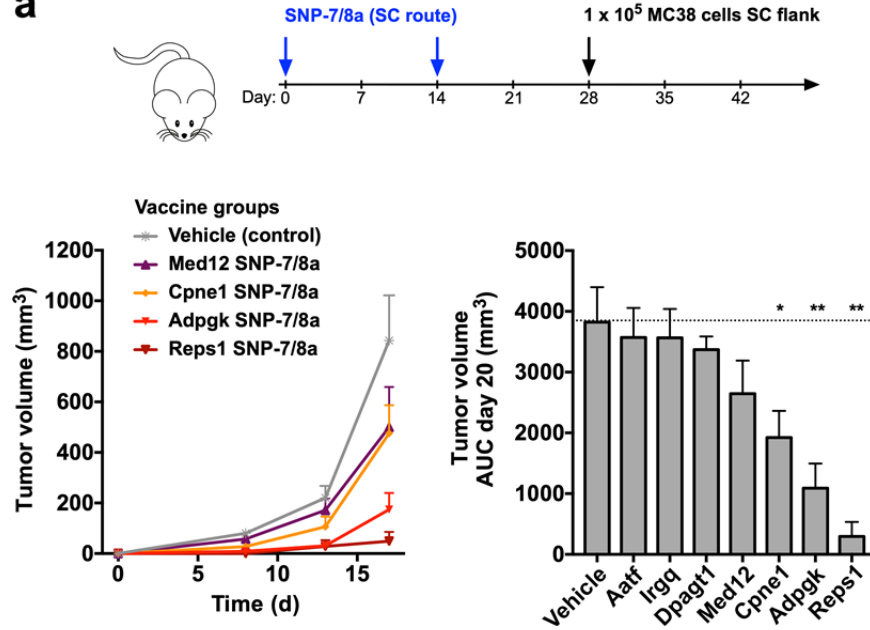 a
SNP-7/8a (SC route)
1 x 10⁵ MC38 cells SC flank
Day: 0 7 14 21 28 35 42
Vaccine groups
Vehicle (control)
Med12 SNP-7/8a
Cpne1 SNP-7/8a
Adpgk SNP-7/8a
Reps1 SNP-7/8a
Tumor volume (mm³)
1200
1000
800
600
400
200
0
0 5 10 15
Time (d)
Tumor volume
AUC day 20 (mm³)
5000
4000
3000
2000
1000
0
* ** **
Vehicle Aatf Irgq Dpagt1 Med12 Cpne1 Adpgk Reps1